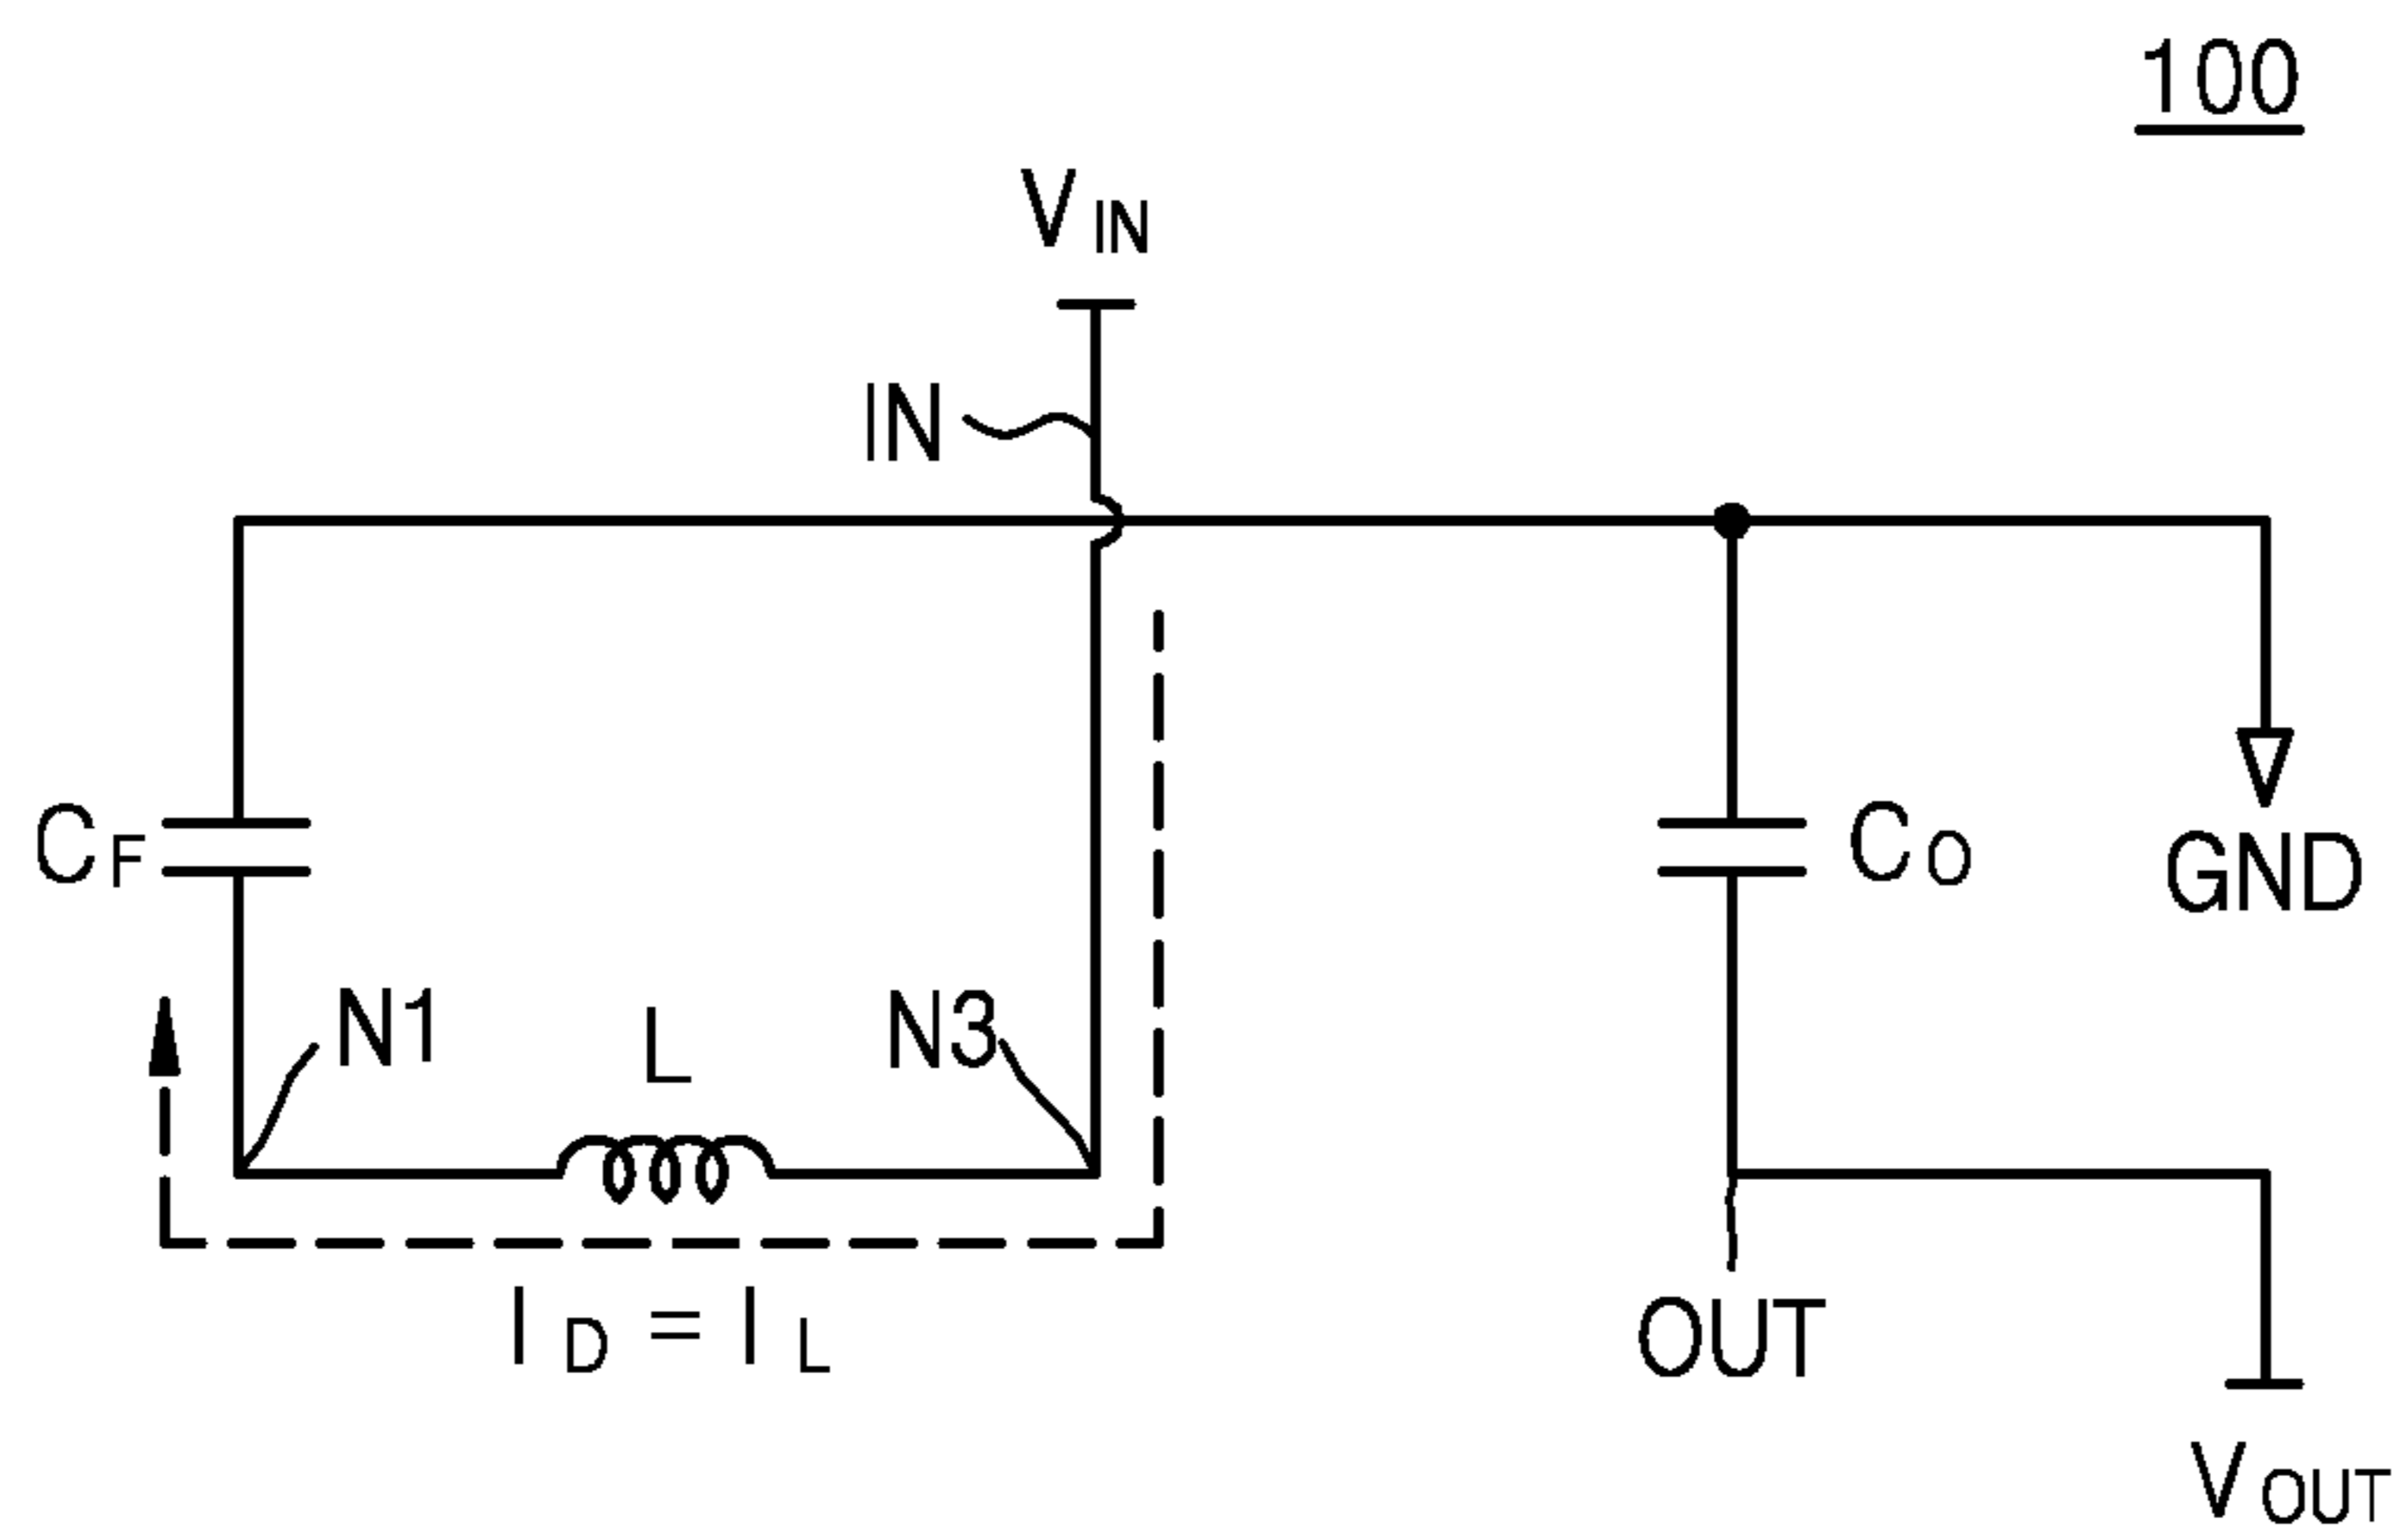 100
VIN
IN
CF
CO
GND
N1
L
N3
ID = IL
OUT
VOUT